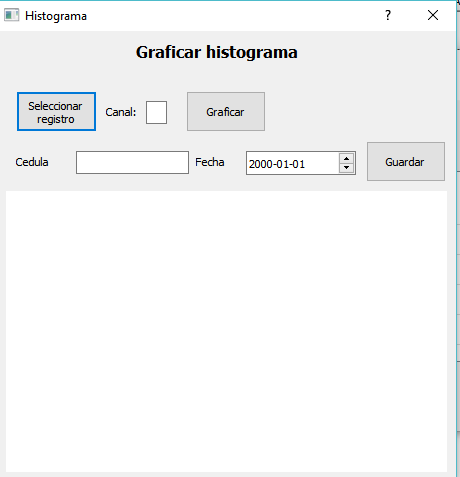 Histograma
?
Graficar histograma
Seleccionar
registro
Canal:
Graficar
Cedula
Fecha
2000-01-01
Guardar